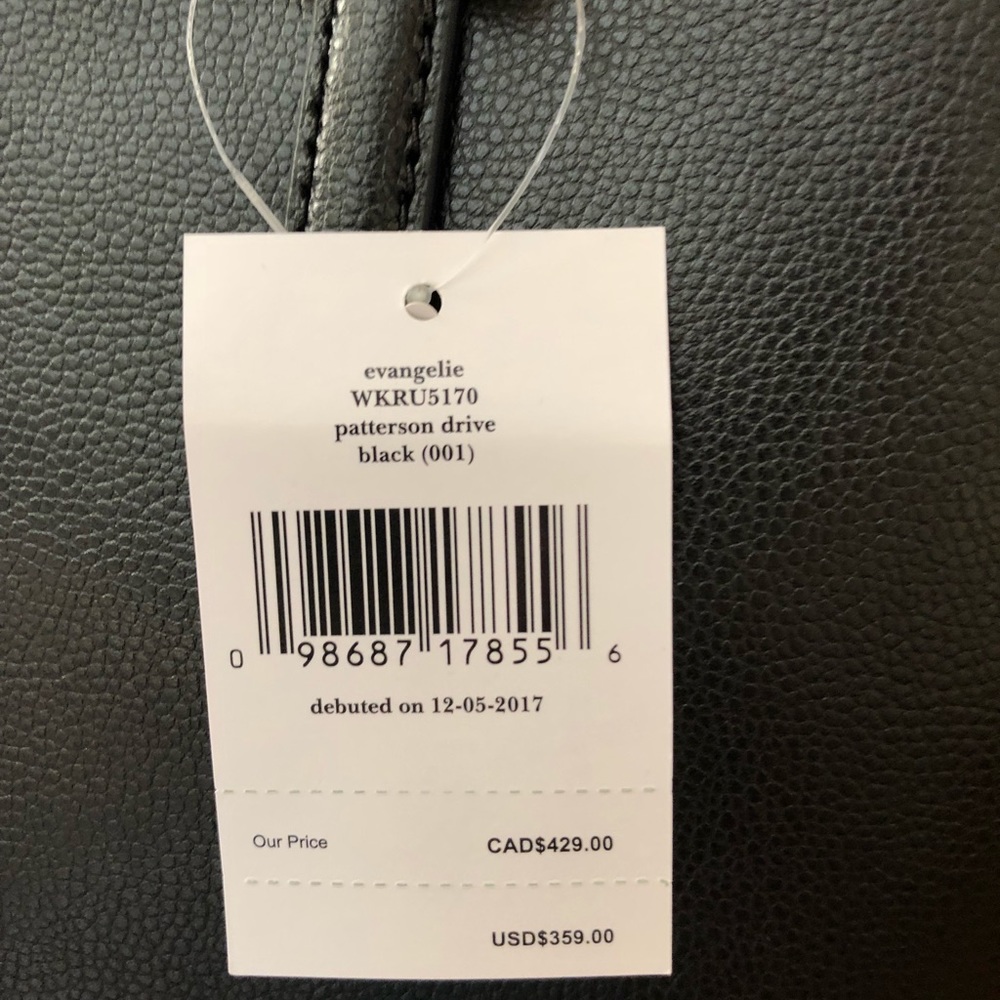 evangelie
WKRU5170
patterson drive
black (001)
0 98687 17855 6
debuted on 12-05-2017
Our Price CAD$429.00
USD$359.00